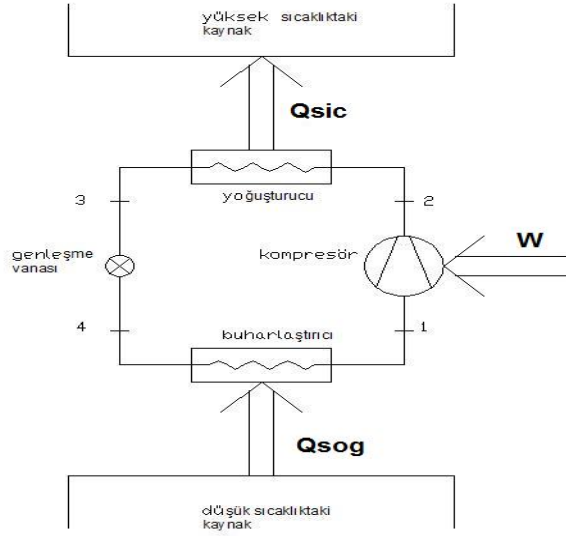 yüksek sıcaklıktaki
kaynak
Qsic
yoğuşturucu
3
2
genleşme
vanası
kompresör
W
4
buharlaştırıcı
1
Qsog
düşük sıcaklıktaki
kaynak